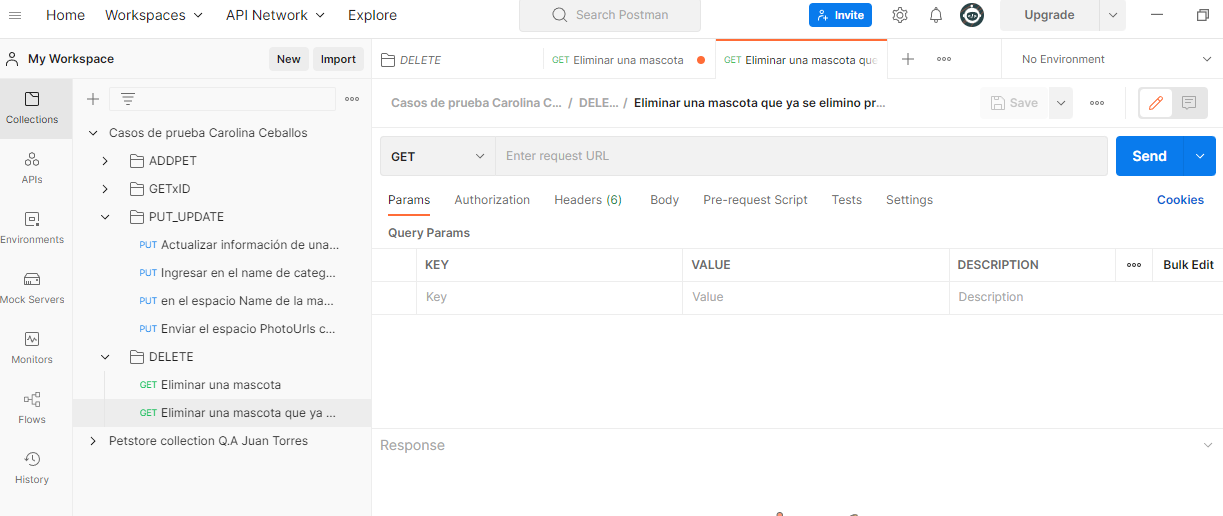 Home Workspaces API Network Explore Search Postman Invite Upgrade
My Workspace New Import DELETE GET Eliminar una mascota GET Eliminar una mascota que No Environment
Collections
APIs
Environments
Mock Servers
Monitors
Flows
History
Casos de prueba Carolina Ceballos
ADDPET
GETxID
PUT_UPDATE
PUT Actualizar información de una...
PUT Ingresar en el name de categ...
PUT en el espacio Name de la ma...
PUT Enviar el espacio PhotoUrls c...
DELETE
GET Eliminar una mascota
GET Eliminar una mascota que ya ...
Petstore collection Q.A Juan Torres
Casos de prueba Carolina C... / DELE... / Eliminar una mascota que ya se elimino pr... Save
GET Enter request URL Send
Params Authorization Headers (6) Body Pre-request Script Tests Settings Cookies
Query Params
KEY VALUE DESCRIPTION Bulk Edit
Key Value Description
Response